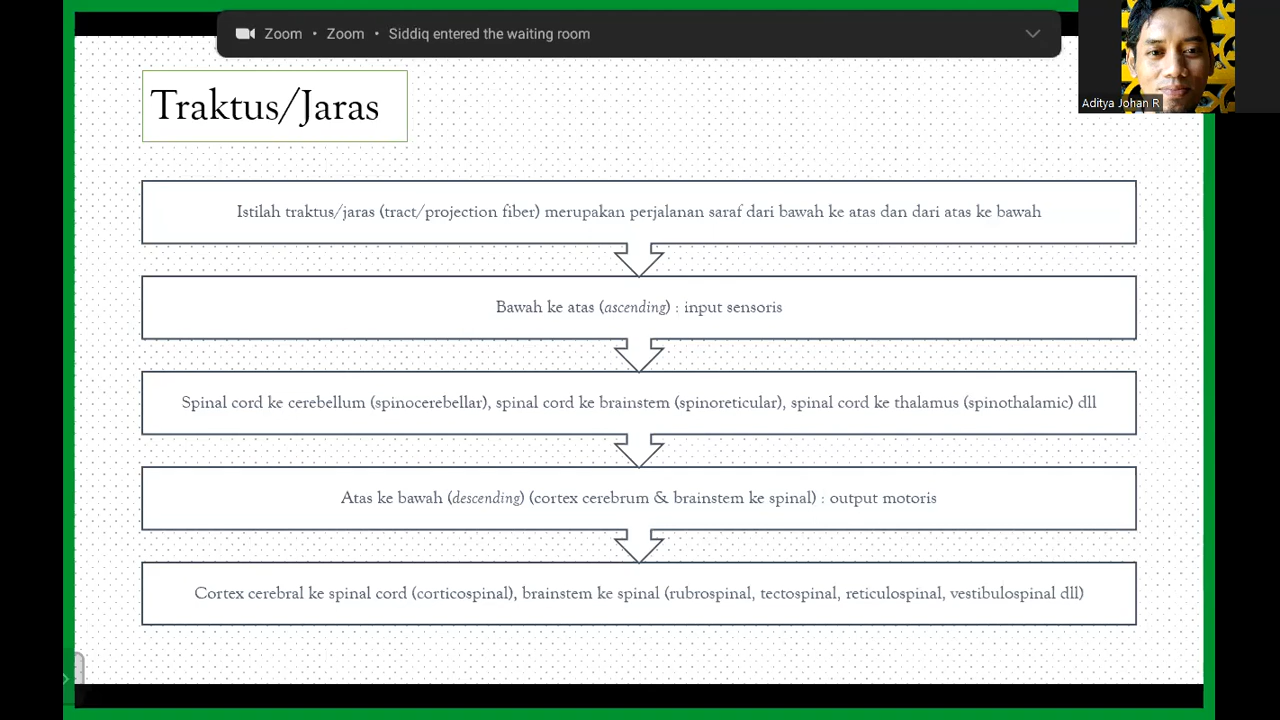 Zoom • Zoom • Siddiq entered the waiting room
Aditya Johan R
Traktus/Jaras
Istilah traktus/jaras (tract/projection fiber) merupakan perjalanan saraf dari bawah ke atas dan dari atas ke bawah
Bawah ke atas (ascending) : input sensoris
Spinal cord ke cerebellum (spinocerebellar), spinal cord ke brainstem (spinoreticular), spinal cord ke thalamus (spinothalamic) dll
Atas ke bawah (descending) (cortex cerebrum & brainstem ke spinal) : output motoris
Cortex cerebral ke spinal cord (corticospinal), brainstem ke spinal (rubrospinal, tectospinal, reticulospinal, vestibulospinal dll)